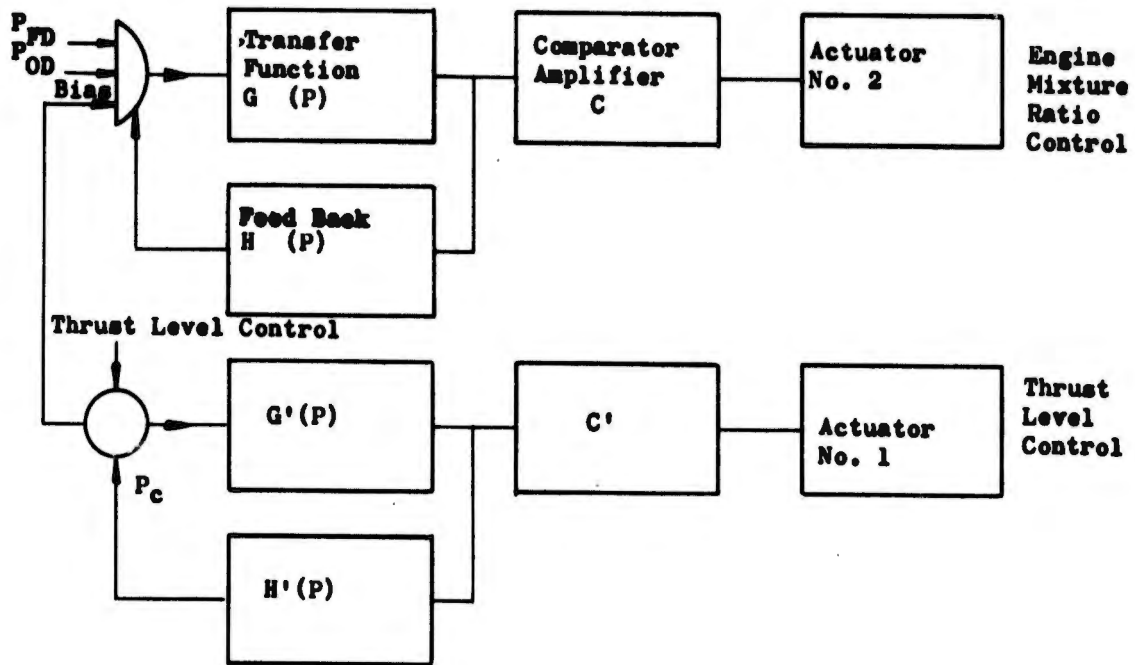 PFD
POD
Bias
Transfer
Function
G (P)
Comparator
Amplifier
C
Actuator
No. 2
Engine
Mixture
Ratio
Control
Feed Back
H (P)
Thrust Level Control
G'(P)
C'
Actuator
No. 1
Thrust
Level
Control
Pc
H'(P)